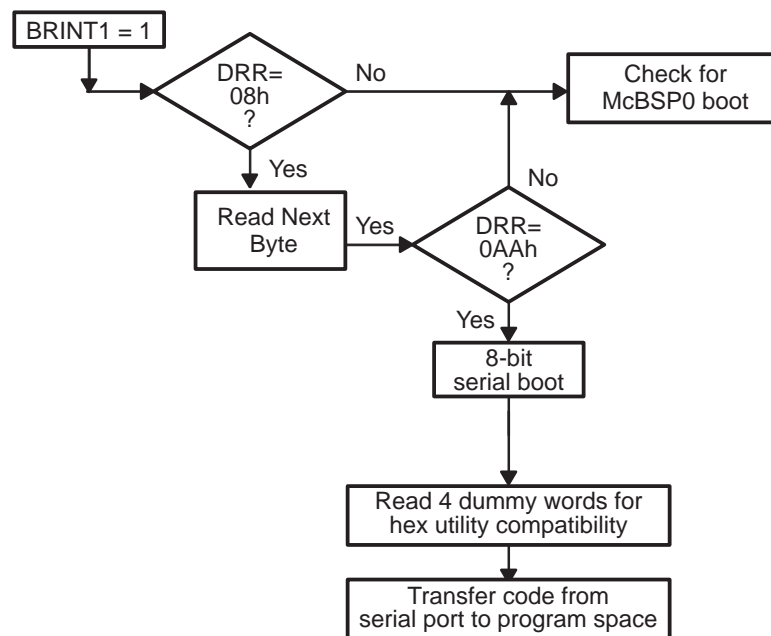 BRINT1 = 1
DRR=
08h
?
No
Check for
McBSP0 boot
Yes
No
Read Next
Byte
Yes
DRR=
0AAh
?
Yes
8-bit
serial boot
Read 4 dummy words for
hex utility compatibility
Transfer code from
serial port to program space